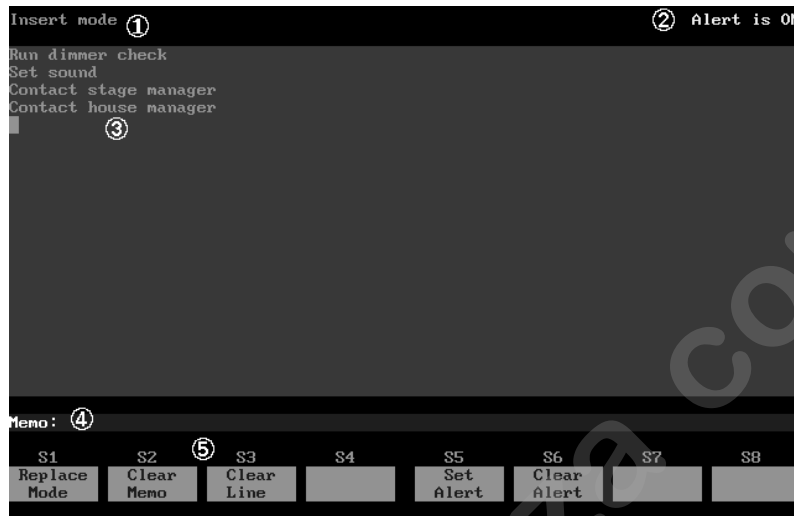 Insert mode ① ② Alert is ON
Run dimmer check
Set sound
Contact stage manager
Contact house manager
③
Memo: ④
⑤
S1 S2 S3 S4 S5 S6 S7 S8
Replace Clear Clear Set Clear
Mode Memo Line Alert Alert